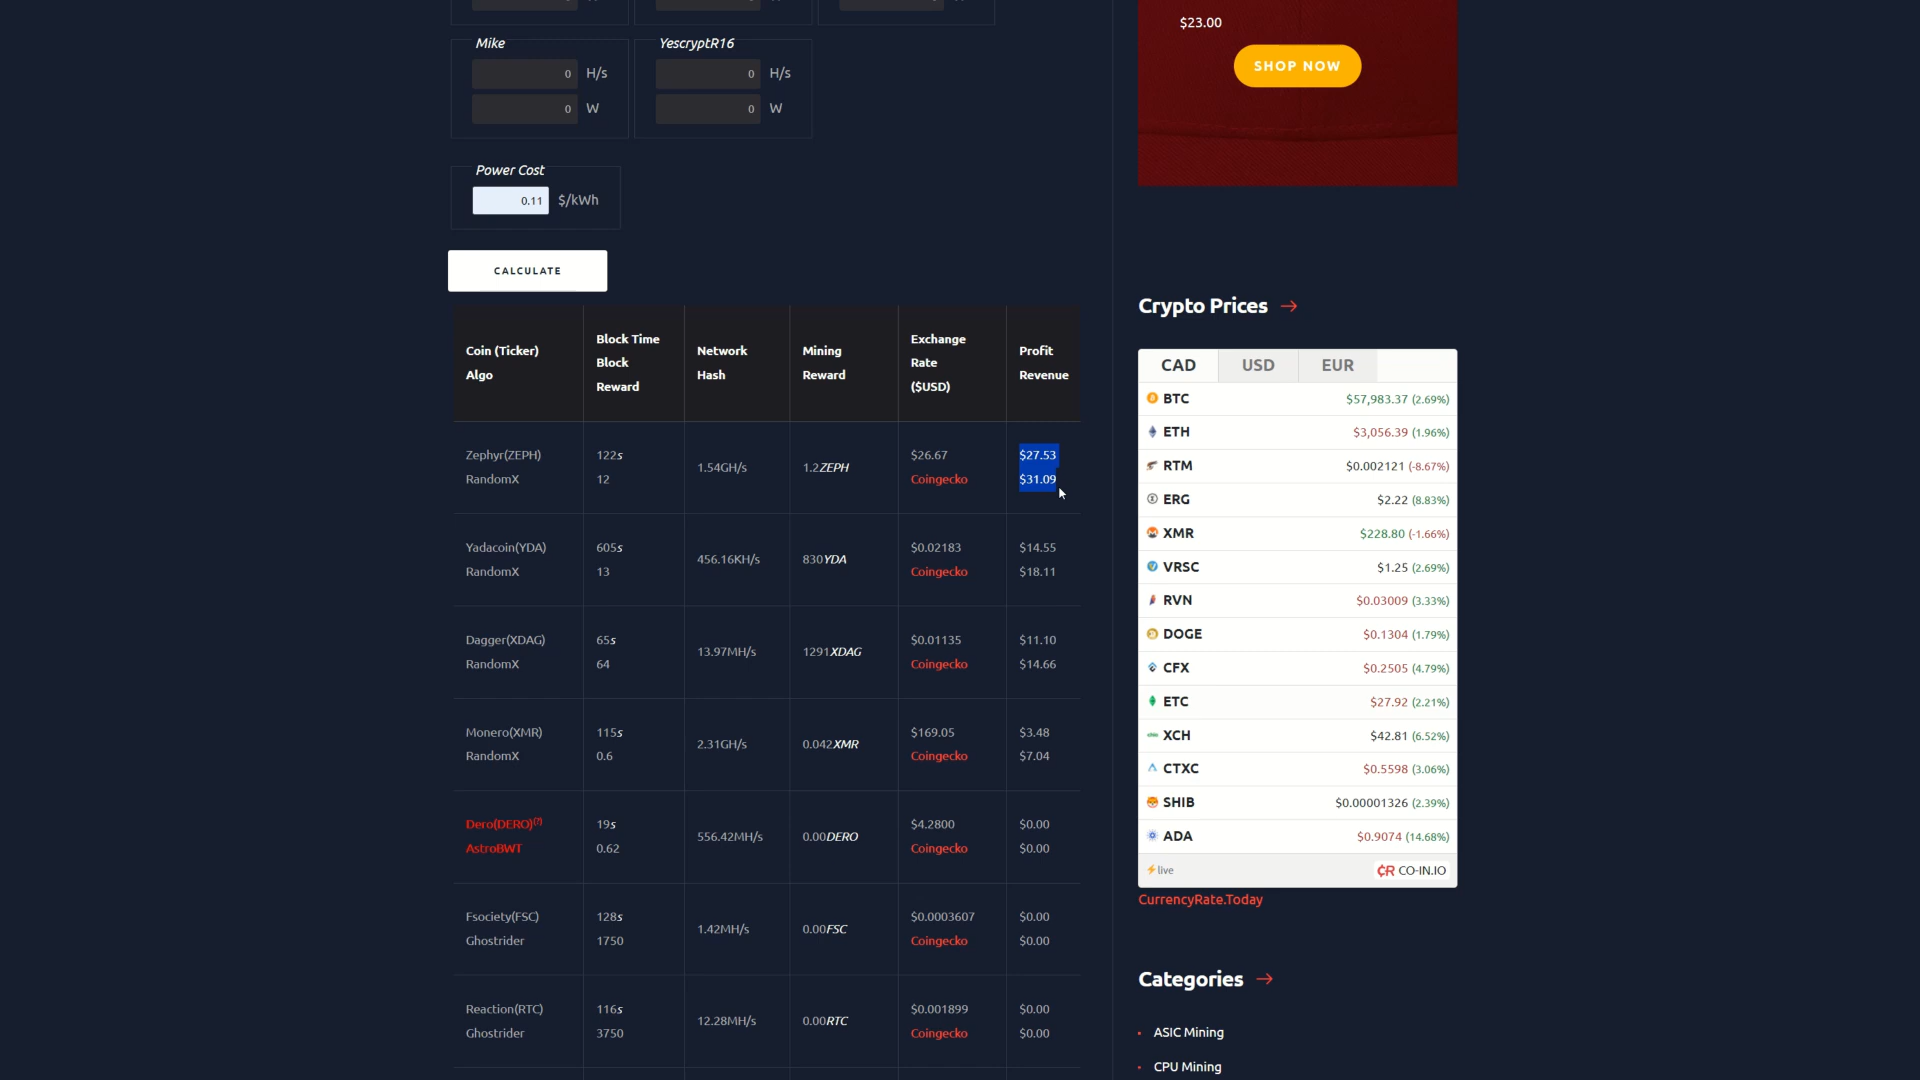 Mike
YescryptR16
0 H/s
0 H/s
0 W
0 W
Power Cost
0.11 $/kWh
CALCULATE
Coin (Ticker)
Algo
Block Time
Block
Reward
Network
Hash
Mining
Reward
Exchange
Rate
($USD)
Profit
Revenue
Zephyr(ZEPH)
RandomX
122s
12
1.54GH/s
1.2ZEPH
$26.67
Coingecko
$27.53
$31.09
Yadacoin(YDA)
RandomX
605s
13
456.16KH/s
830YDA
$0.02183
Coingecko
$14.55
$18.11
Dagger(XDAG)
RandomX
65s
64
13.97MH/s
1291XDAG
$0.01135
Coingecko
$11.10
$14.66
Monero(XMR)
RandomX
115s
0.6
2.31GH/s
0.042XMR
$169.05
Coingecko
$3.48
$7.04
Dero(DERO)(?)
AstroBWT
19s
0.62
556.42MH/s
0.00DERO
$4.2800
Coingecko
$0.00
$0.00
Fsociety(FSC)
Ghostrider
128s
1750
1.42MH/s
0.00FSC
$0.0003607
Coingecko
$0.00
$0.00
Reaction(RTC)
Ghostrider
116s
3750
12.28MH/s
0.00RTC
$0.001899
Coingecko
$0.00
$0.00
$23.00
SHOP NOW
Crypto Prices →
CAD USD EUR
BTC $57,983.37 (2.69%)
ETH $3,056.39 (1.96%)
RTM $0.002121 (-8.67%)
ERG $2.22 (8.83%)
XMR $228.80 (-1.66%)
VRSC $1.25 (2.69%)
RVN $0.03009 (3.33%)
DOGE $0.1304 (1.79%)
CFX $0.2505 (4.79%)
ETC $27.92 (2.21%)
XCH $42.81 (6.52%)
CTXC $0.5598 (3.06%)
SHIB $0.00001326 (2.39%)
ADA $0.9074 (14.68%)
⚡live CR CO-IN.IO
CurrencyRate.Today
Categories →
• ASIC Mining
• CPU Mining